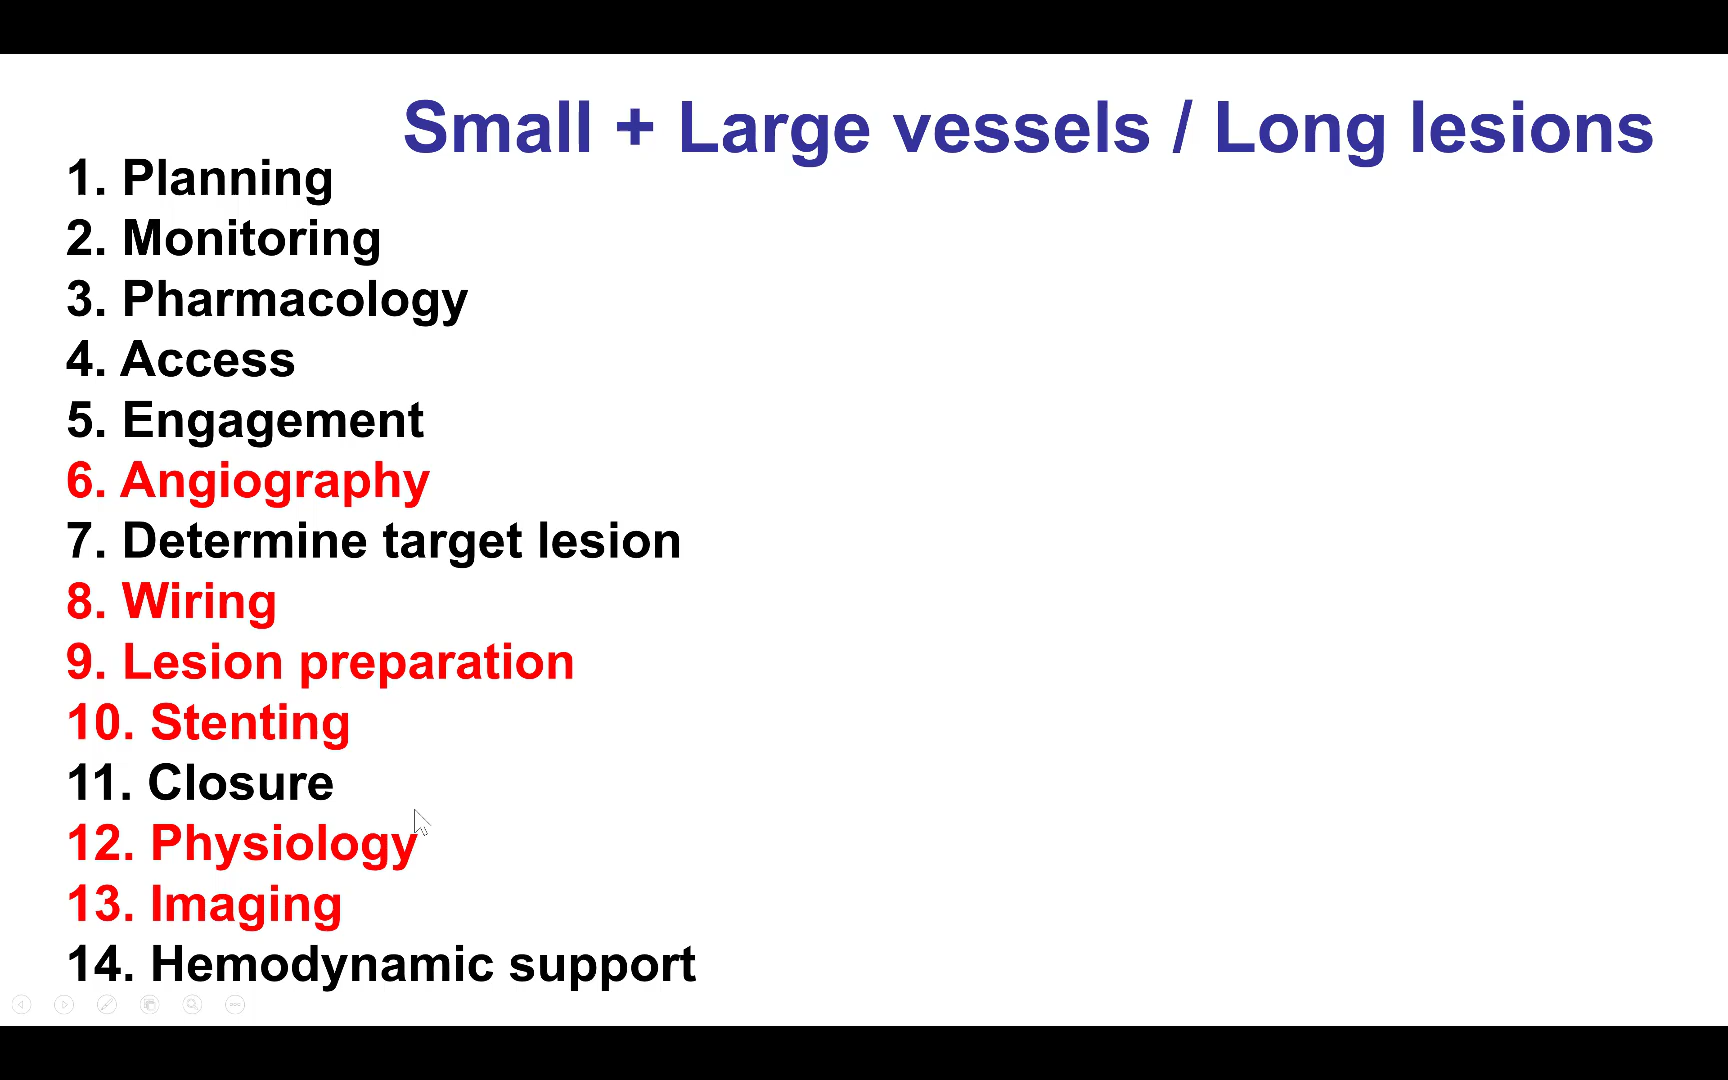 Small + Large vessels / Long lesions
1. Planning
2. Monitoring
3. Pharmacology
4. Access
5. Engagement
6. Angiography
7. Determine target lesion
8. Wiring
9. Lesion preparation
10. Stenting
11. Closure
12. Physiology
13. Imaging
14. Hemodynamic support